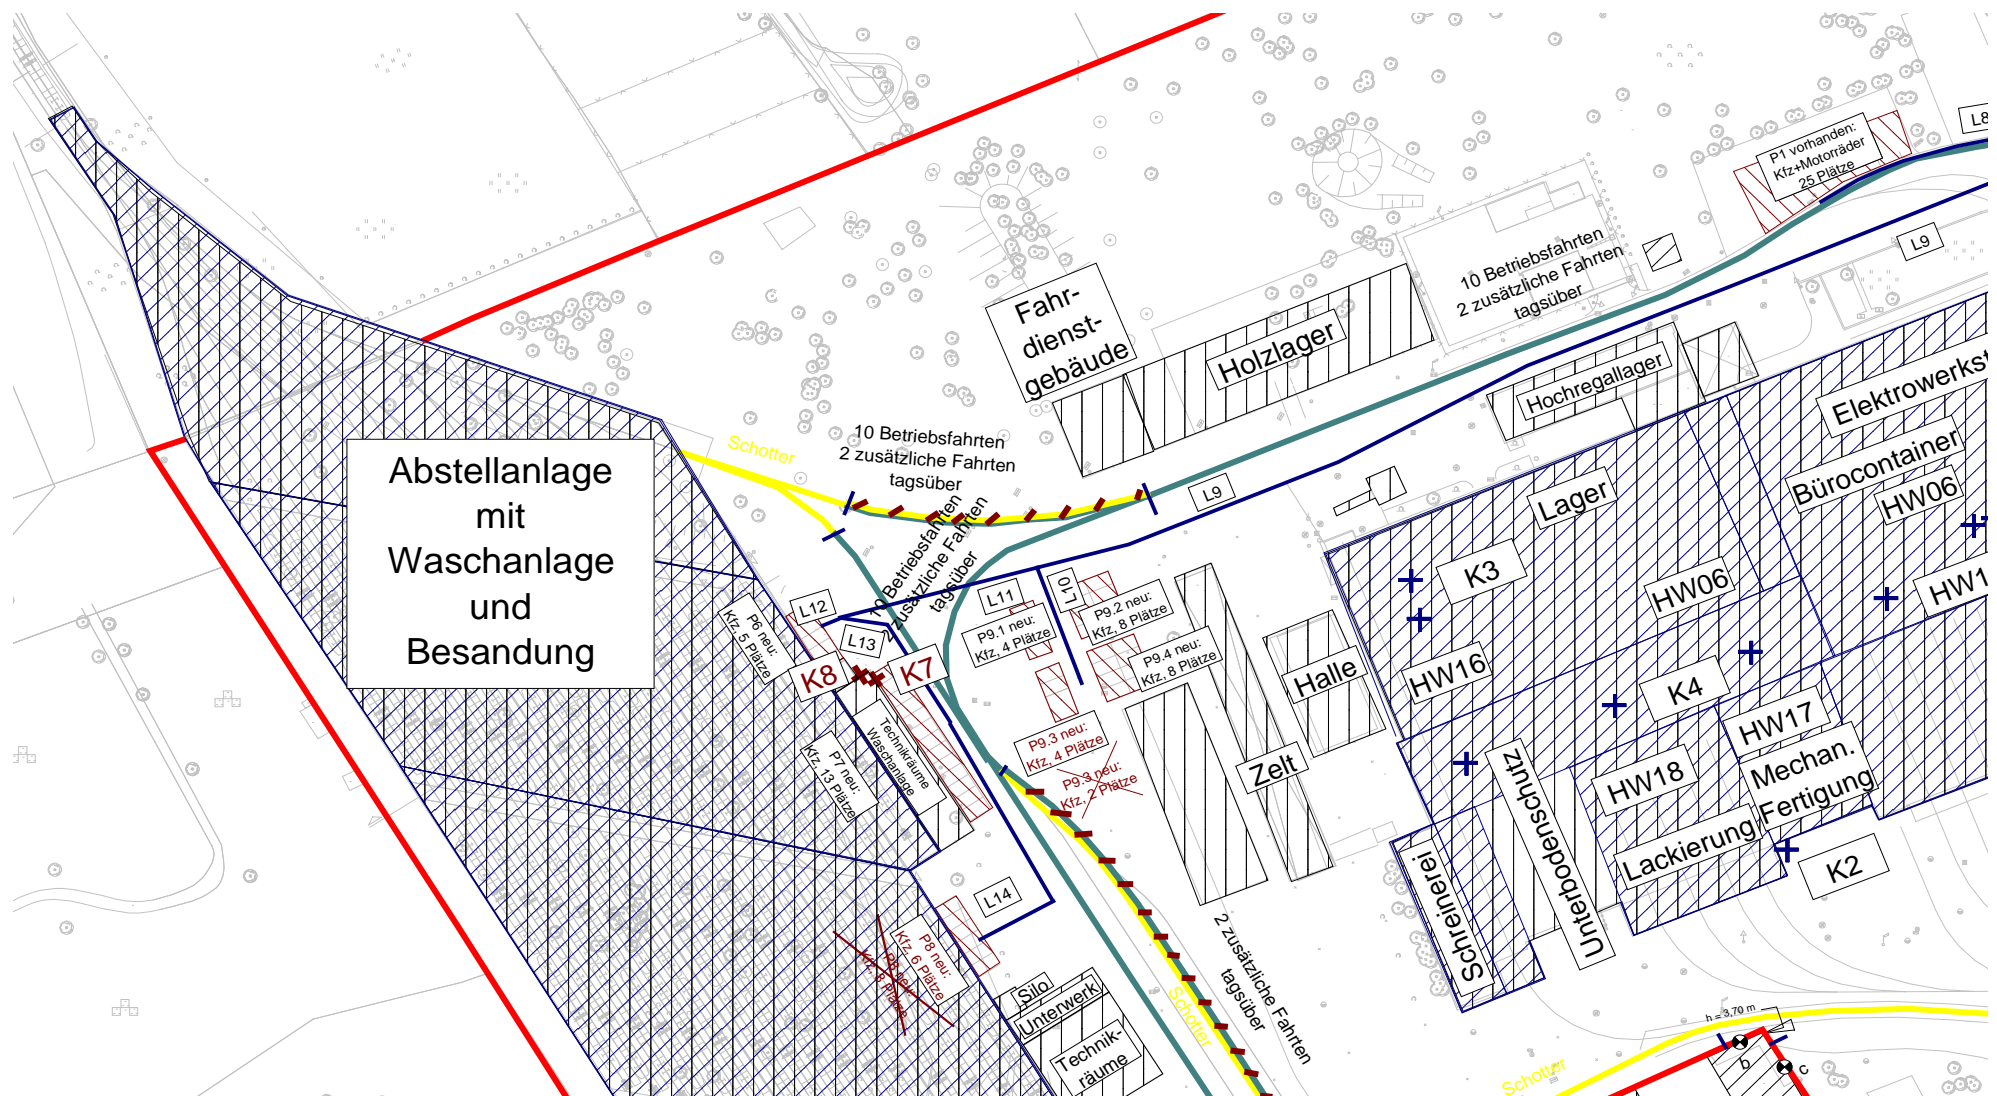 L8
P1 vorhanden:
Kfz+Motorräder
25 Plätze
L9
10 Betriebsfahrten
2 zusätzliche Fahrten
tagsüber
Fahr-
dienst-
gebäude
Holzlager
Hochregallager
Elektrowerkst
Bürocontainer
HW06
Lager
Schotter
10 Betriebsfahrten
2 zusätzliche Fahrten
tagsüber
L9
Abstellanlage
mit
Waschanlage
und
Besandung
10 Betriebsfahrten
2 zusätzliche Fahrten
tagsüber
K3
HW06
HW1
L10
L11
L12
L13
P9.1 neu:
Kfz, 4 Plätze
P9.2 neu:
Kfz, 8 Plätze
P9.4 neu:
Kfz, 8 Plätze
P6 neu:
Kfz, 5 Plätze
K8
K7
Halle
HW16
K4
HW17
P7 neu:
Kfz, 13 Plätze
Technikräume
Waschanlage
P9.3 neu:
Kfz, 4 Plätze
P9.3 neu:
Kfz, 2 Plätze
Zelt
Unterbodenschutz
HW18
Mechan.
Fertigung
Lackierung
K2
Schreinerei
L14
P8 neu:
Kfz, 6 Plätze
P8 neu:
Kfz, 8 Plätze
2 zusätzliche Fahrten
tagsüber
Silo
Unterwerk
Technik-
räume
Schotter
h = 3,70 m
Schotter
b
c